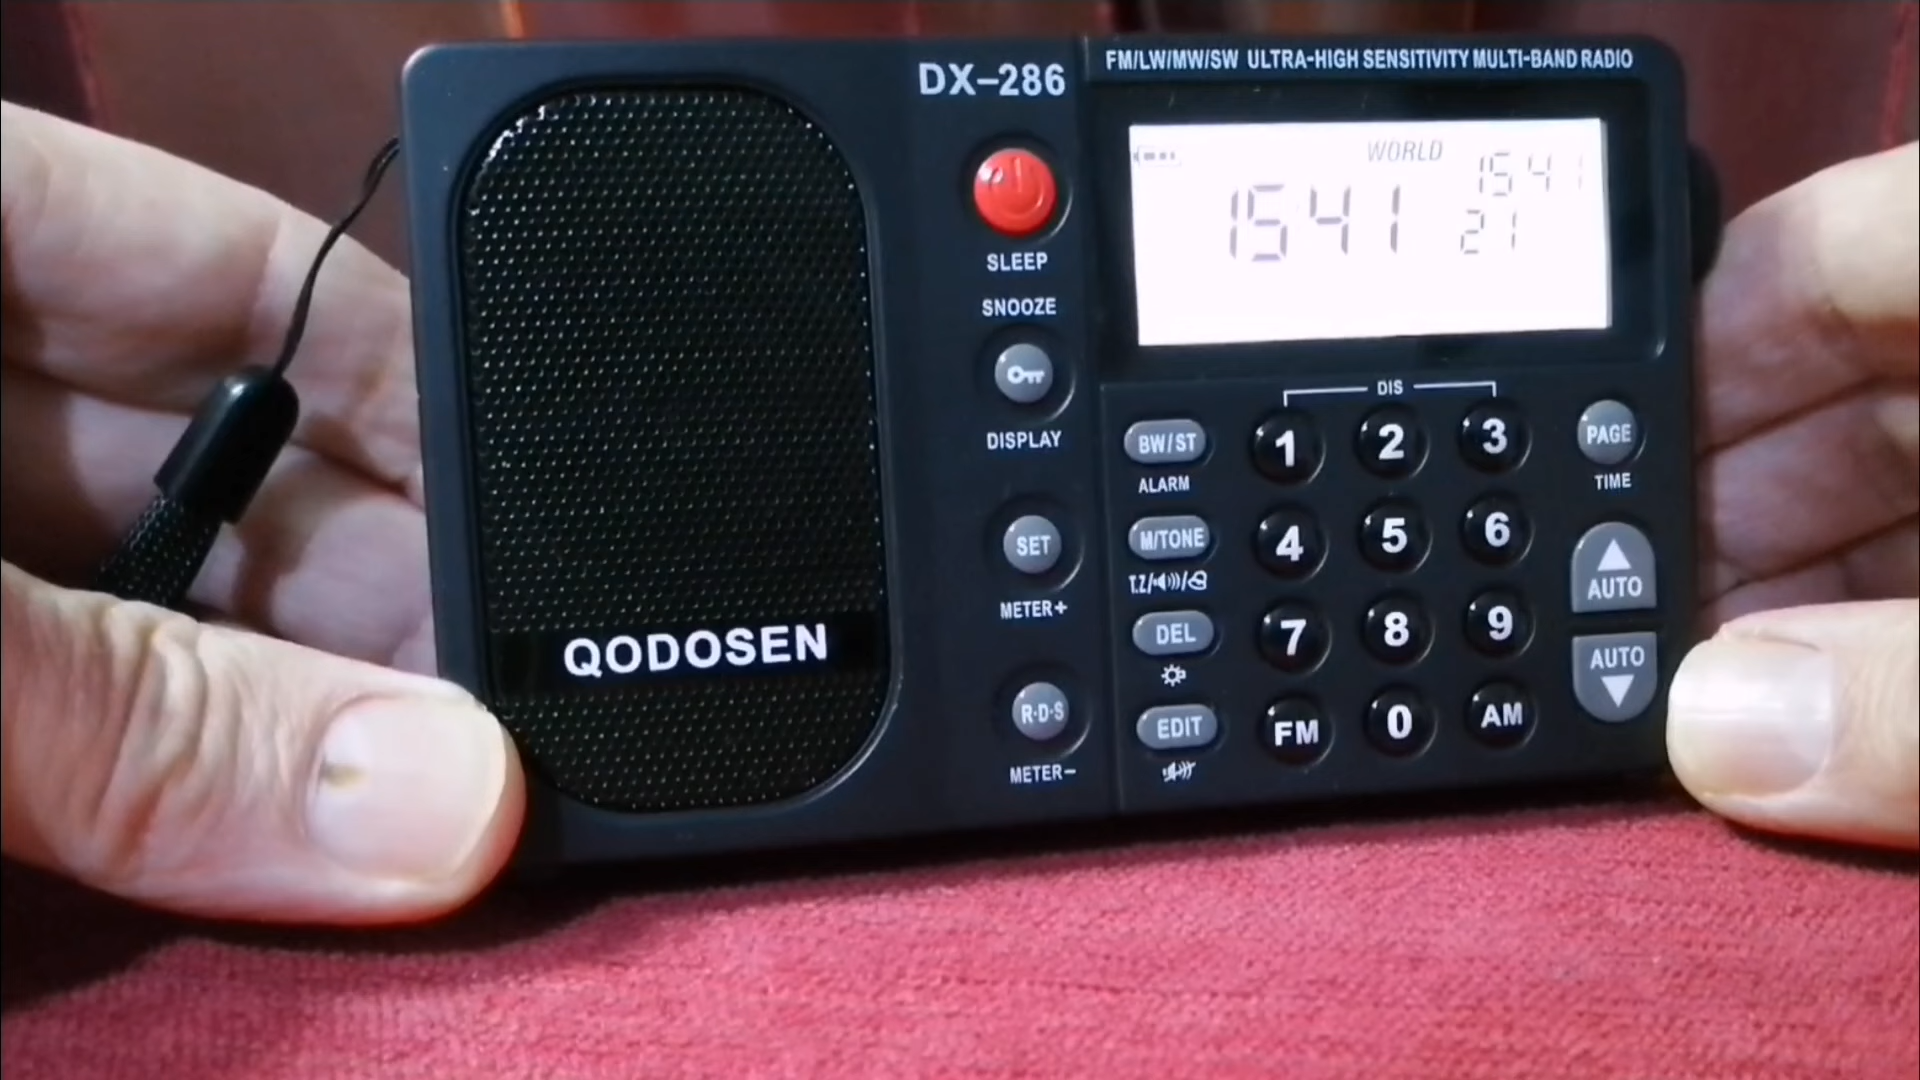 DX-286
FM/LW/MW/SW ULTRA-HIGH SENSITIVITY MULTI-BAND RADIO
WORLD
1541
1541
21
SLEEP
SNOOZE
DISPLAY
SET
METER+
R·D·S
METER-
QODOSEN
DIS
BW/ST
1
2
3
PAGE
ALARM
TIME
M/TONE
4
5
6
AUTO
T.Z/
DEL
7
8
9
AUTO
EDIT
FM
0
AM